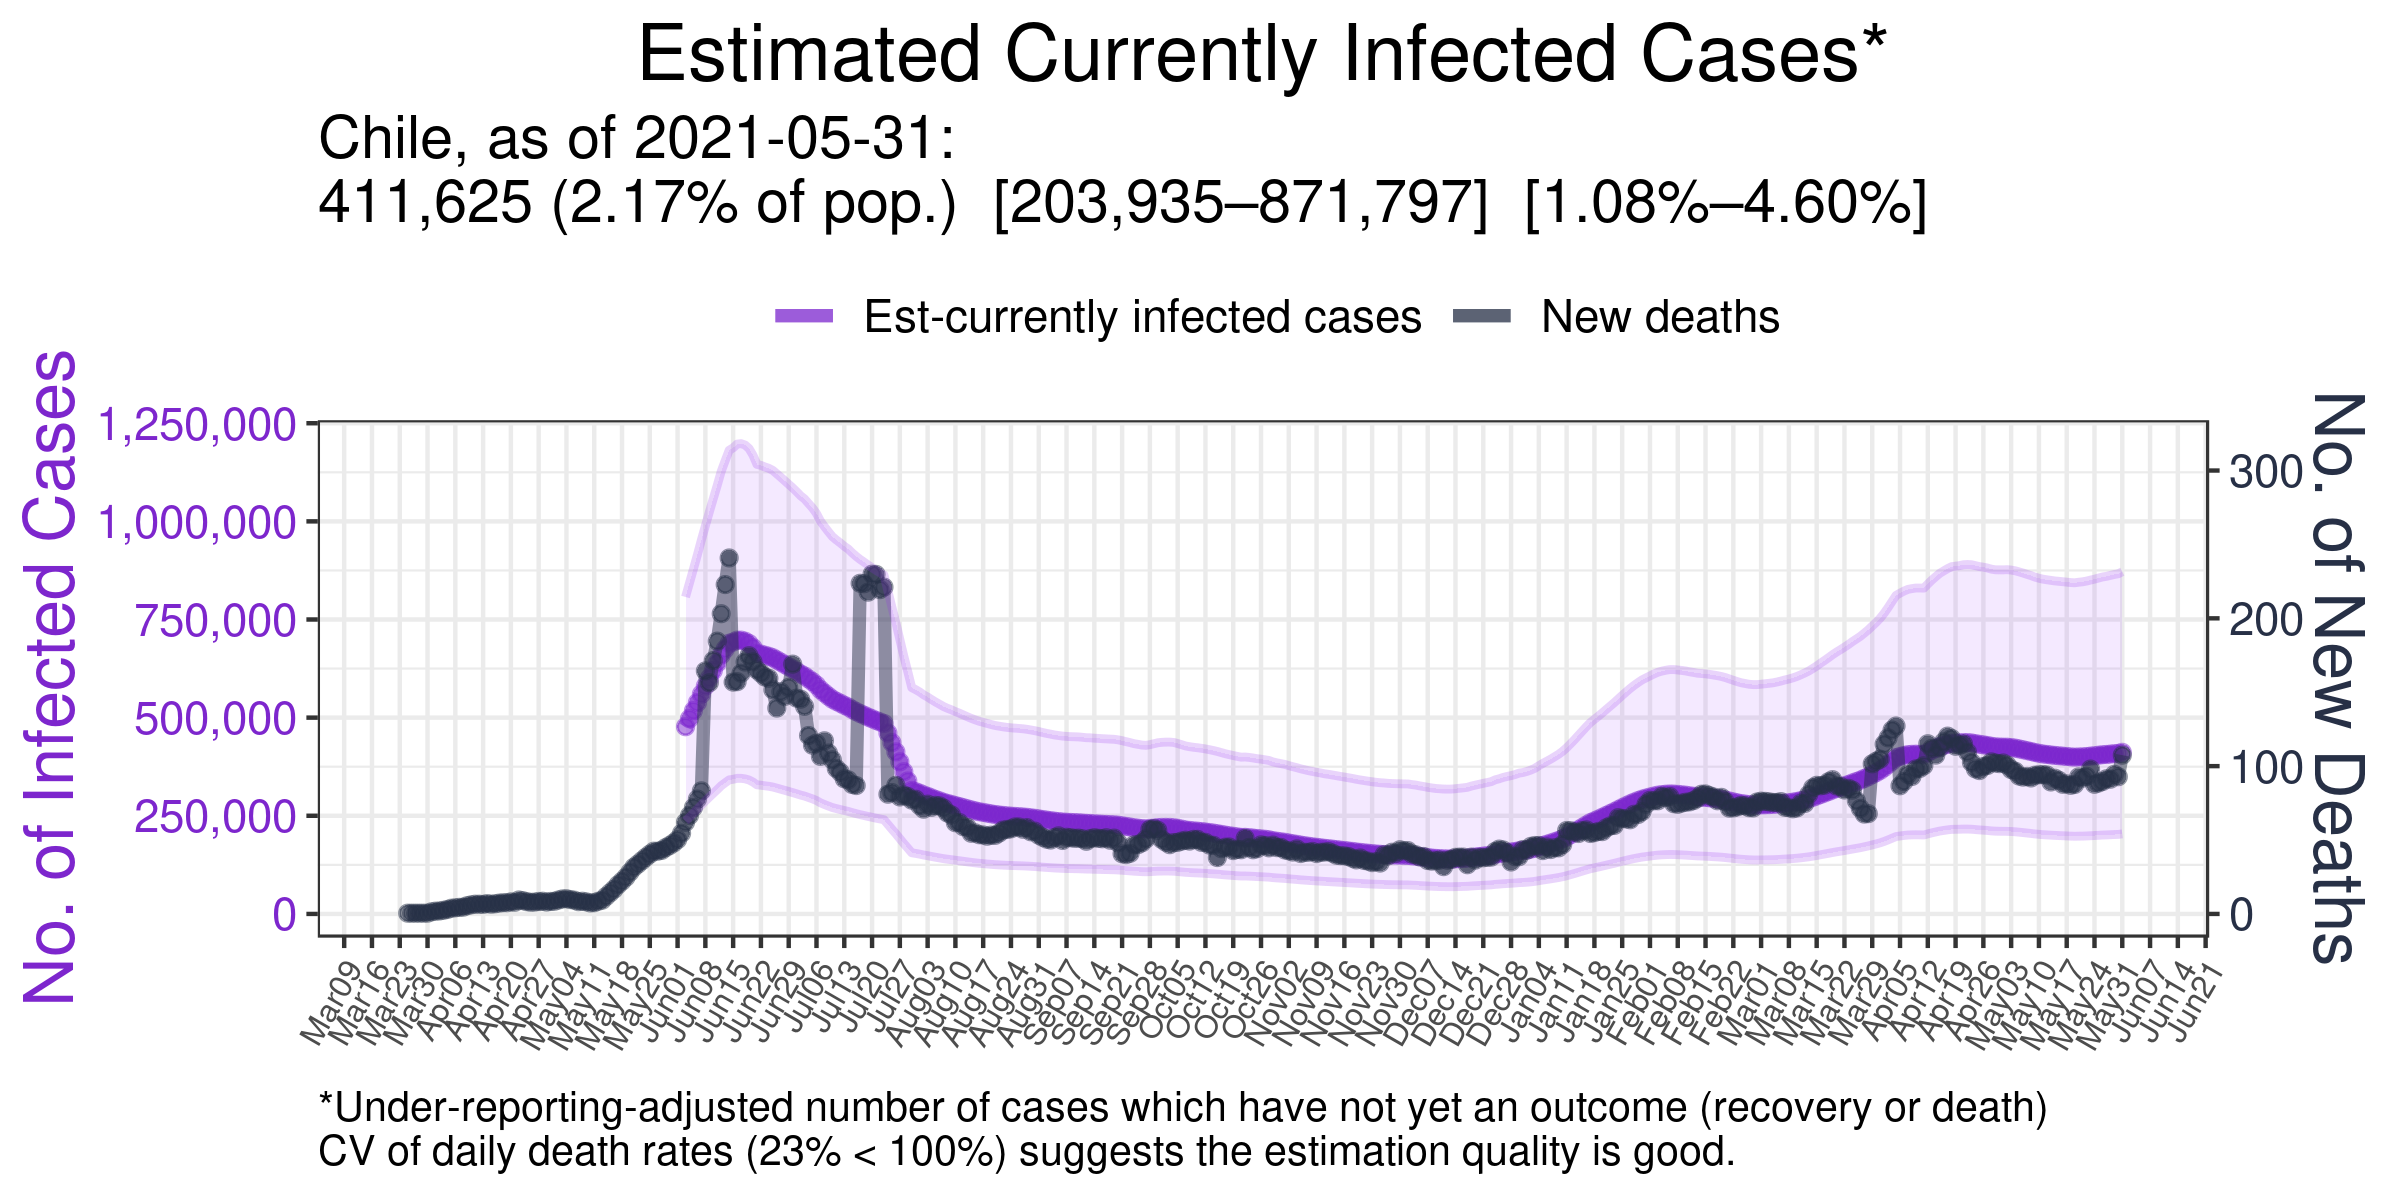 Estimated Currently Infected Cases*
Chile, as of 2021-05-31:
411,625 (2.17% of pop.) [203,935–871,797] [1.08%–4.60%]
Est-currently infected cases
New deaths
No. of Infected Cases
1,250,000
1,000,000
750,000
500,000
250,000
0
No. of New Deaths
300
200
100
0
Mar09
Mar16
Mar23
Mar30
Apr06
Apr13
Apr20
Apr27
May04
May11
May18
May25
Jun01
Jun08
Jun15
Jun22
Jun29
Jul06
Jul13
Jul20
Jul27
Aug03
Aug10
Aug17
Aug24
Aug31
Sep07
Sep14
Sep21
Sep28
Oct05
Oct12
Oct19
Oct26
Nov02
Nov09
Nov16
Nov23
Nov30
Dec07
Dec14
Dec21
Dec28
Jan04
Jan11
Jan18
Jan25
Feb01
Feb08
Feb15
Feb22
Mar01
Mar08
Mar15
Mar22
Mar29
Apr05
Apr12
Apr19
Apr26
May03
May10
May17
May24
May31
Jun07
Jun14
Jun21
*Under-reporting-adjusted number of cases which have not yet an outcome (recovery or death)
CV of daily death rates (23% < 100%) suggests the estimation quality is good.